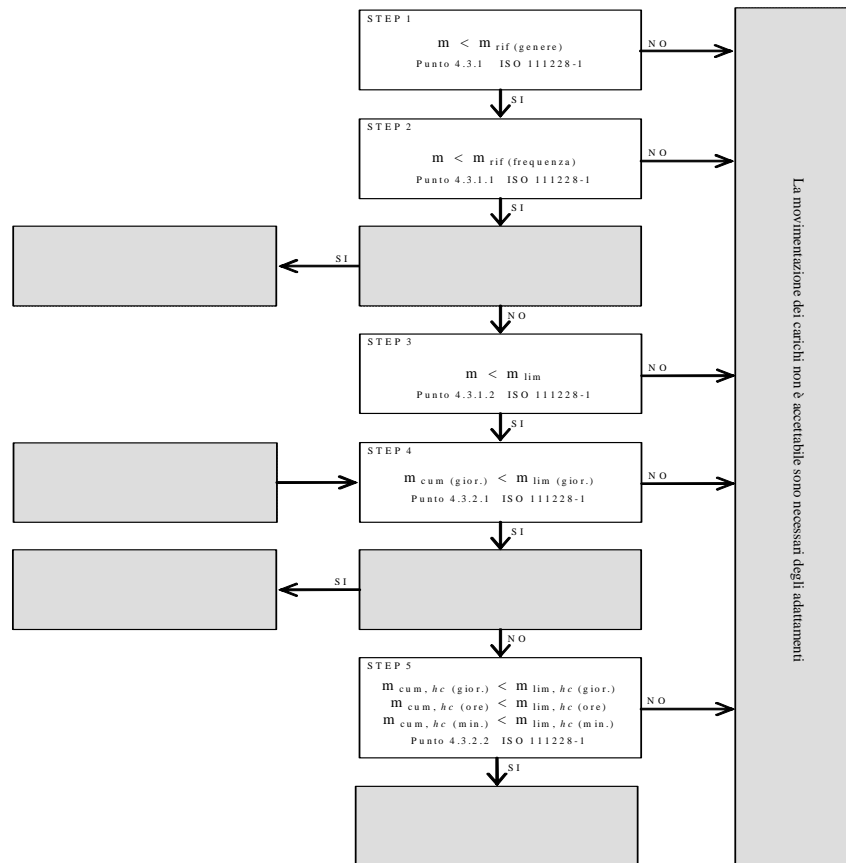 STEP 1
m < m rif (genere)
Punto 4.3.1 ISO 111228-1
NO
SI
STEP 2
m < m rif (frequenza)
Punto 4.3.1.1 ISO 111228-1
NO
SI
SI
NO
STEP 3
m < m lim
Punto 4.3.1.2 ISO 111228-1
NO
SI
STEP 4
m cum (gior.) < m lim (gior.)
Punto 4.3.2.1 ISO 111228-1
NO
SI
SI
NO
STEP 5
m cum, hc (gior.) < m lim, hc (gior.)
m cum, hc (ore) < m lim, hc (ore)
m cum, hc (min.) < m lim, hc (min.)
Punto 4.3.2.2 ISO 111228-1
NO
SI
La movimentazione dei carichi non è accettabile sono necessari degli adattamenti